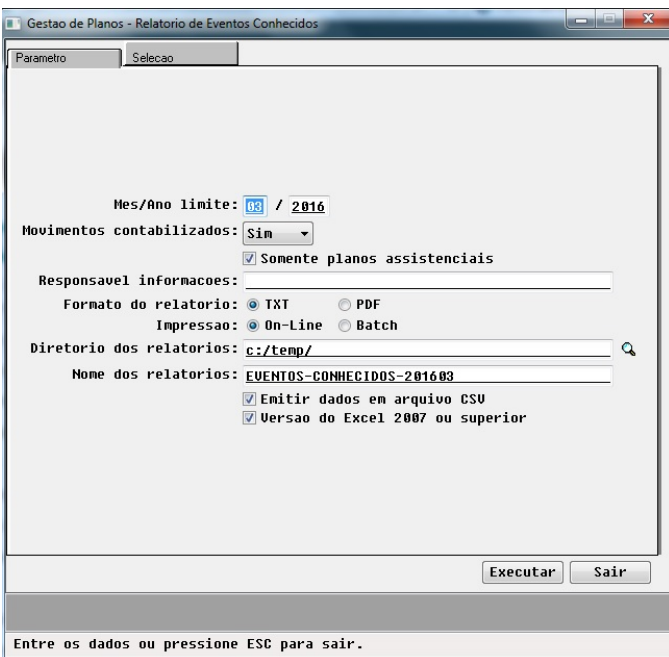 Gestao de Planos - Relatorio de Eventos Conhecidos
Parametro Selecao
Mes/Ano limite: 03 / 2016
Movimentos contabilizados: Sim
Somente planos assistenciais
Responsavel informacoes:
Formato do relatorio: TXT PDF
Impressao: On-Line Batch
Diretorio dos relatorios: c:/temp/
Nome dos relatorios: EVENTOS-CONHECIDOS-201603
Emitir dados em arquivo CSV
Versao do Excel 2007 ou superior
Executar Sair
Entre os dados ou pressione ESC para sair.